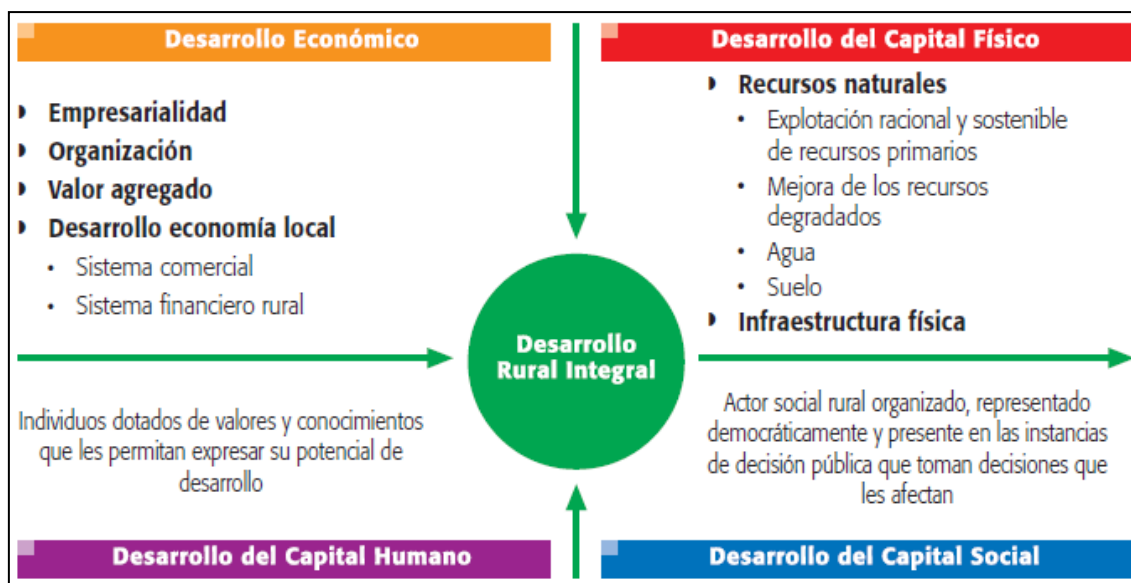 Desarrollo Económico
Empresarialidad
Organización
Valor agregado
Desarrollo economía local
Sistema comercial
Sistema financiero rural
Desarrollo del Capital Físico
Recursos naturales
Explotación racional y sostenible
de recursos primarios
Mejora de los recursos
degradados
Agua
Suelo
Infraestructura física
Desarrollo
Rural Integral
Individuos dotados de valores y conocimientos
que les permitan expresar su potencial de
desarrollo
Desarrollo del Capital Humano
Actor social rural organizado, representado
democráticamente y presente en las instancias
de decisión pública que toman decisiones que
les afectan
Desarrollo del Capital Social